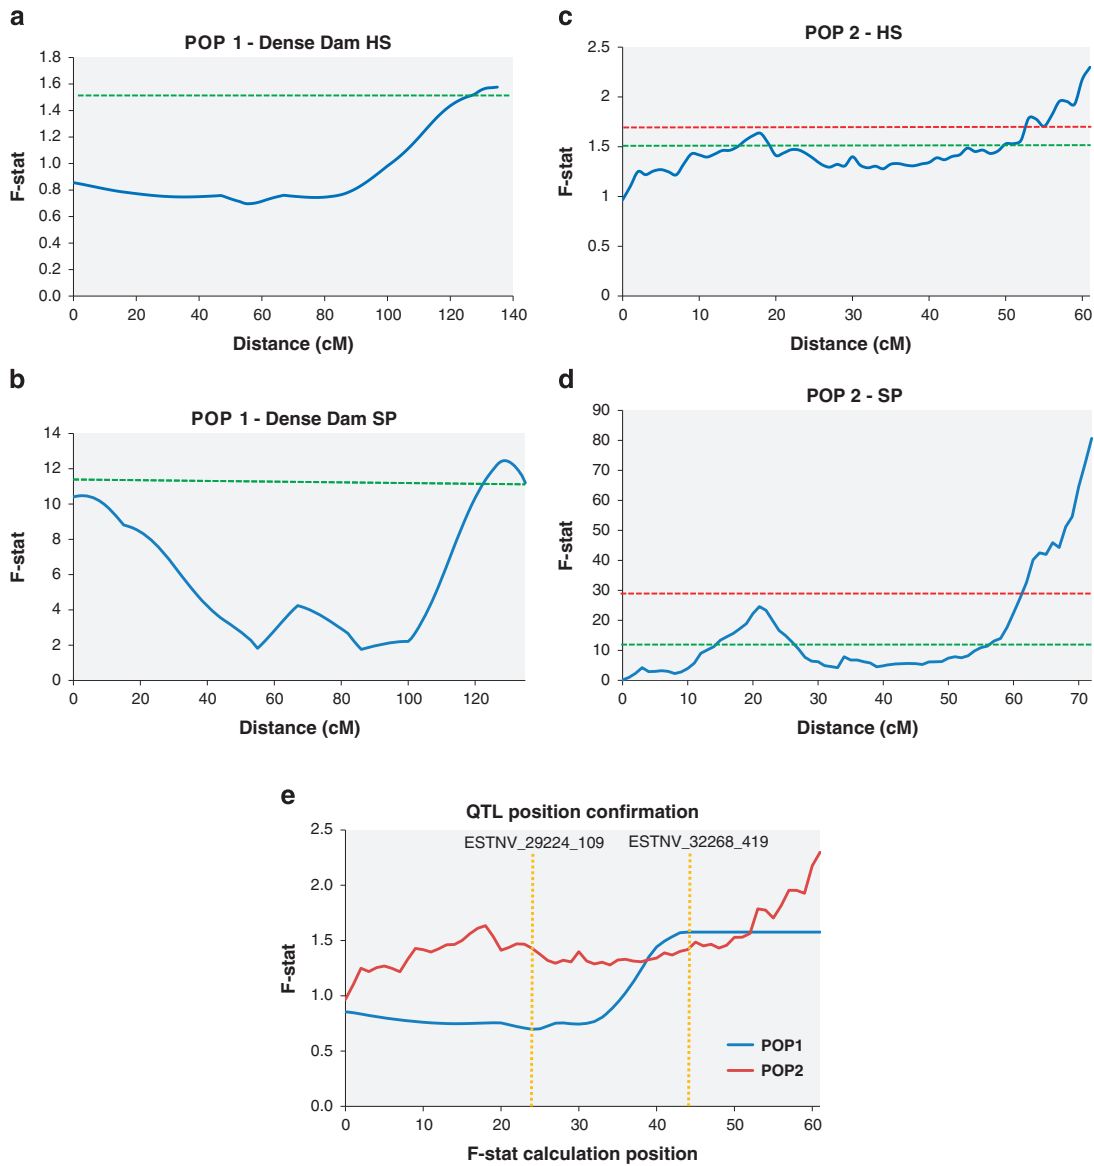 a
POP 1 - Dense Dam HS
1.8
1.6
1.4
1.2
1.0
0.8
0.6
0.4
0.2
0.0
F-stat
0 20 40 60 80 100 120 140
Distance (cM)
b
POP 1 - Dense Dam SP
14
12
10
8
6
4
2
0
F-stat
0 20 40 60 80 100 120
Distance (cM)
c
POP 2 - HS
2.5
2
1.5
1
0.5
0
F-stat
0 10 20 30 40 50 60
Distance (cM)
d
POP 2 - SP
90
80
70
60
50
40
30
20
10
0
F-stat
0 10 20 30 40 50 60 70
Distance (cM)
e
QTL position confirmation
ESTNV_29224_109 ESTNV_32268_419
2.5
2.0
1.5
1.0
0.5
0.0
F-stat
POP1
POP2
0 10 20 30 40 50 60
F-stat calculation position